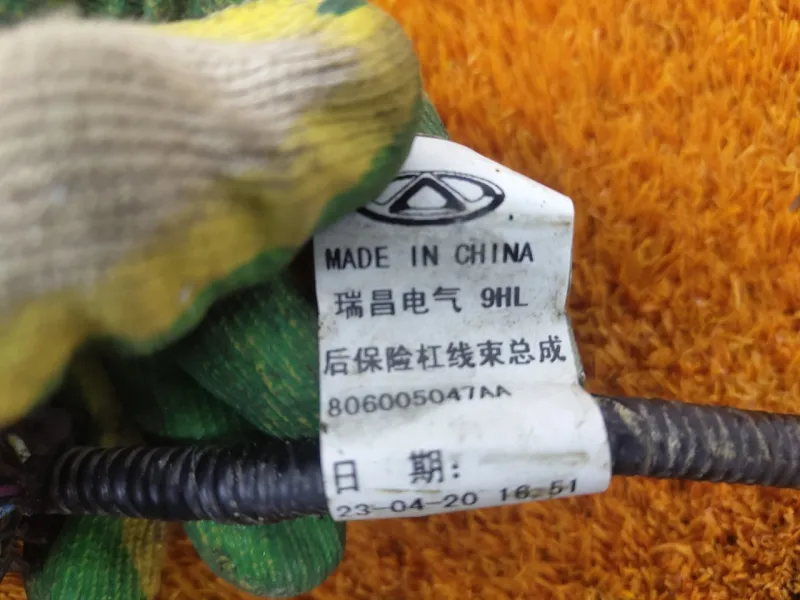 MADE IN CHINA
瑞昌电气 9HL
后保险杠线束总成
806005047AA
日 期:
23-04-20 16:51